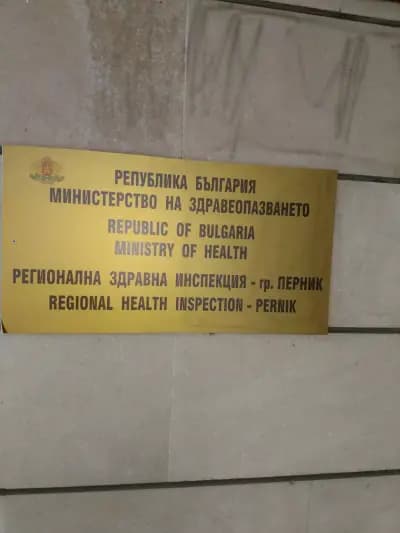 РЕПУБЛИКА БЪЛГАРИЯ
МИНИСТЕРСТВО НА ЗДРАВЕОПАЗВАНЕТО
REPUBLIC OF BULGARIA
MINISTRY OF HEALTH
РЕГИОНАЛНА ЗДРАВНА ИНСПЕКЦИЯ - гр. ПЕРНИК
REGIONAL HEALTH INSPECTION - PERNIK